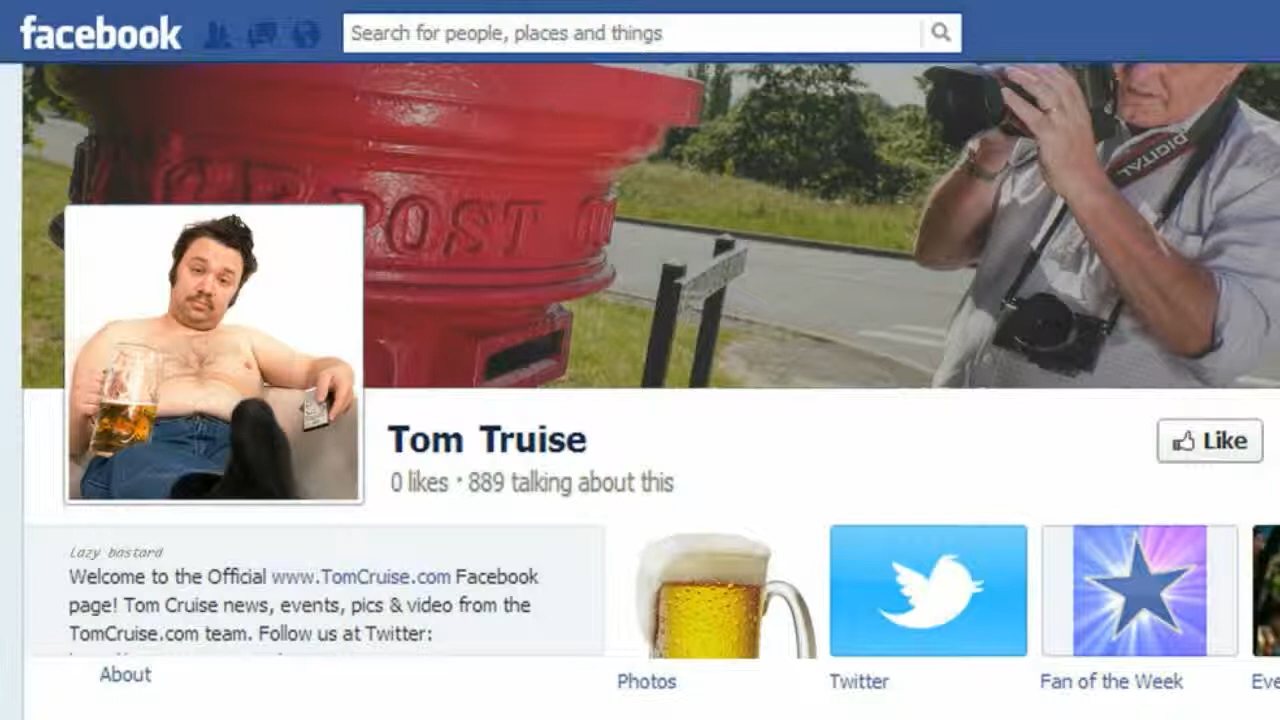 facebook
Search for people, places and things
POST
DIGITAL
Tom Truise
Like
0 likes · 889 talking about this
Lazy bastard
Welcome to the Official www.TomCruise.com Facebook
page! Tom Cruise news, events, pics & video from the
TomCruise.com team. Follow us at Twitter:
About
Photos
Twitter
Fan of the Week
Eve